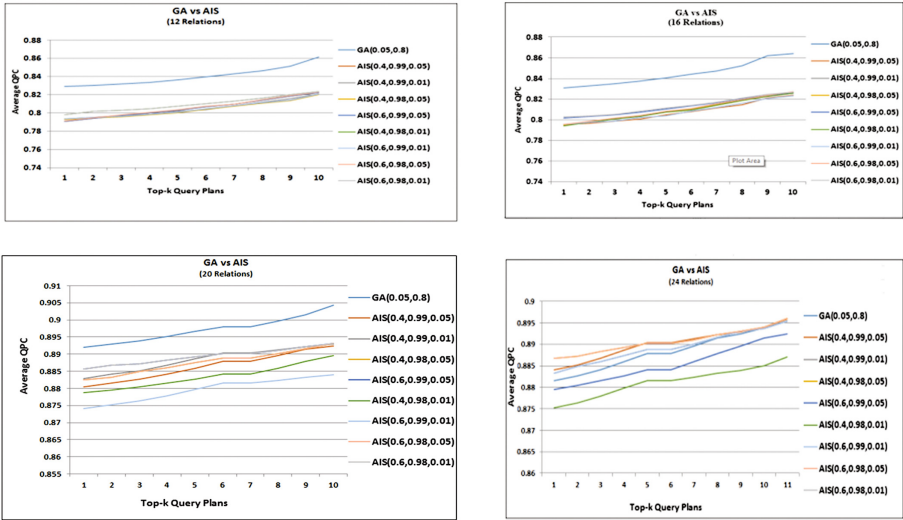 GA vs AIS
(12 Relations)
0.88
0.86
0.84
0.82
0.8
0.78
0.76
0.74
Average QPC
1 2 3 4 5 6 7 8 9 10
Top-k Query Plans
GA(0.05,0.8)
AIS(0.4,0.99,0.05)
AIS(0.4,0.99,0.01)
AIS(0.4,0.98,0.05)
AIS(0.6,0.99,0.05)
AIS(0.4,0.98,0.01)
AIS(0.6,0.99,0.01)
AIS(0.6,0.98,0.05)
AIS(0.6,0.98,0.01)
GA vs AIS
(16 Relations)
0.88
0.86
0.84
0.82
0.8
0.78
0.76
0.74
Average QPC
1 2 3 4 5 6 7 8 9 10
Top-k Query Plans
Plot Area
GA(0.05,0.8)
AIS(0.4,0.99,0.05)
AIS(0.4,0.99,0.01)
AIS(0.4,0.98,0.05)
AIS(0.6,0.99,0.05)
AIS(0.4,0.98,0.01)
AIS(0.6,0.99,0.01)
AIS(0.6,0.98,0.05)
AIS(0.6,0.98,0.01)
GA vs AIS
(20 Relations)
0.91
0.905
0.9
0.895
0.89
0.885
0.88
0.875
0.87
0.865
0.86
0.855
Average QPC
1 2 3 4 5 6 7 8 9 10
Top-k Query Plans
GA(0.05,0.8)
AIS(0.4,0.99,0.05)
AIS(0.4,0.99,0.01)
AIS(0.4,0.98,0.05)
AIS(0.6,0.99,0.05)
AIS(0.4,0.98,0.01)
AIS(0.6,0.99,0.01)
AIS(0.6,0.98,0.05)
AIS(0.6,0.98,0.01)
GA vs AIS
(24 Relations)
0.9
0.895
0.89
0.885
0.88
0.875
0.87
0.865
0.86
Average QPC
1 2 3 4 5 6 7 8 9 10 11
Top-k Query Plans
GA(0.05,0.8)
AIS(0.4,0.99,0.05)
AIS(0.4,0.99,0.01)
AIS(0.4,0.98,0.05)
AIS(0.6,0.99,0.05)
AIS(0.4,0.98,0.01)
AIS(0.6,0.99,0.01)
AIS(0.6,0.98,0.05)
AIS(0.6,0.98,0.01)